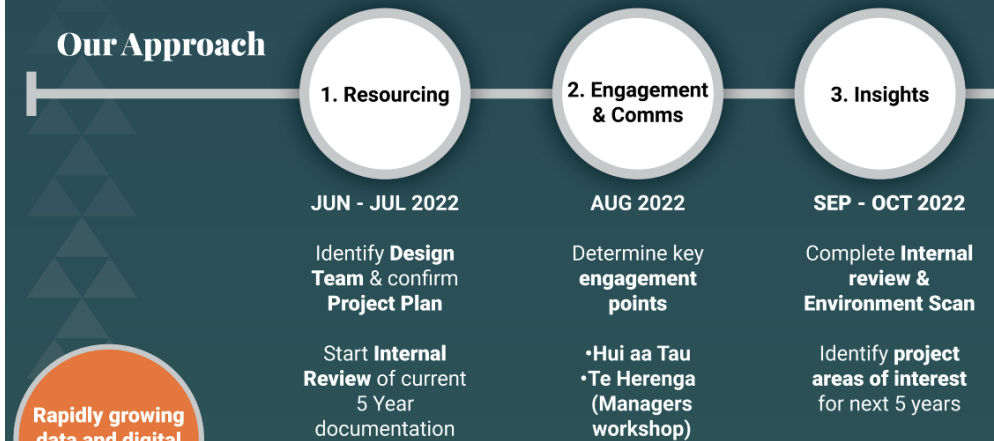 Our Approach
1. Resourcing
2. Engagement
& Comms
3. Insights
JUN - JUL 2022
Identify Design
Team & confirm
Project Plan
Start Internal
Review of current
5 Year
documentation
AUG 2022
Determine key
engagement
points
•Hui aa Tau
•Te Herenga
(Managers
workshop)
SEP - OCT 2022
Complete Internal
review &
Environment Scan
Identify project
areas of interest
for next 5 years
Rapidly growing
data and digital